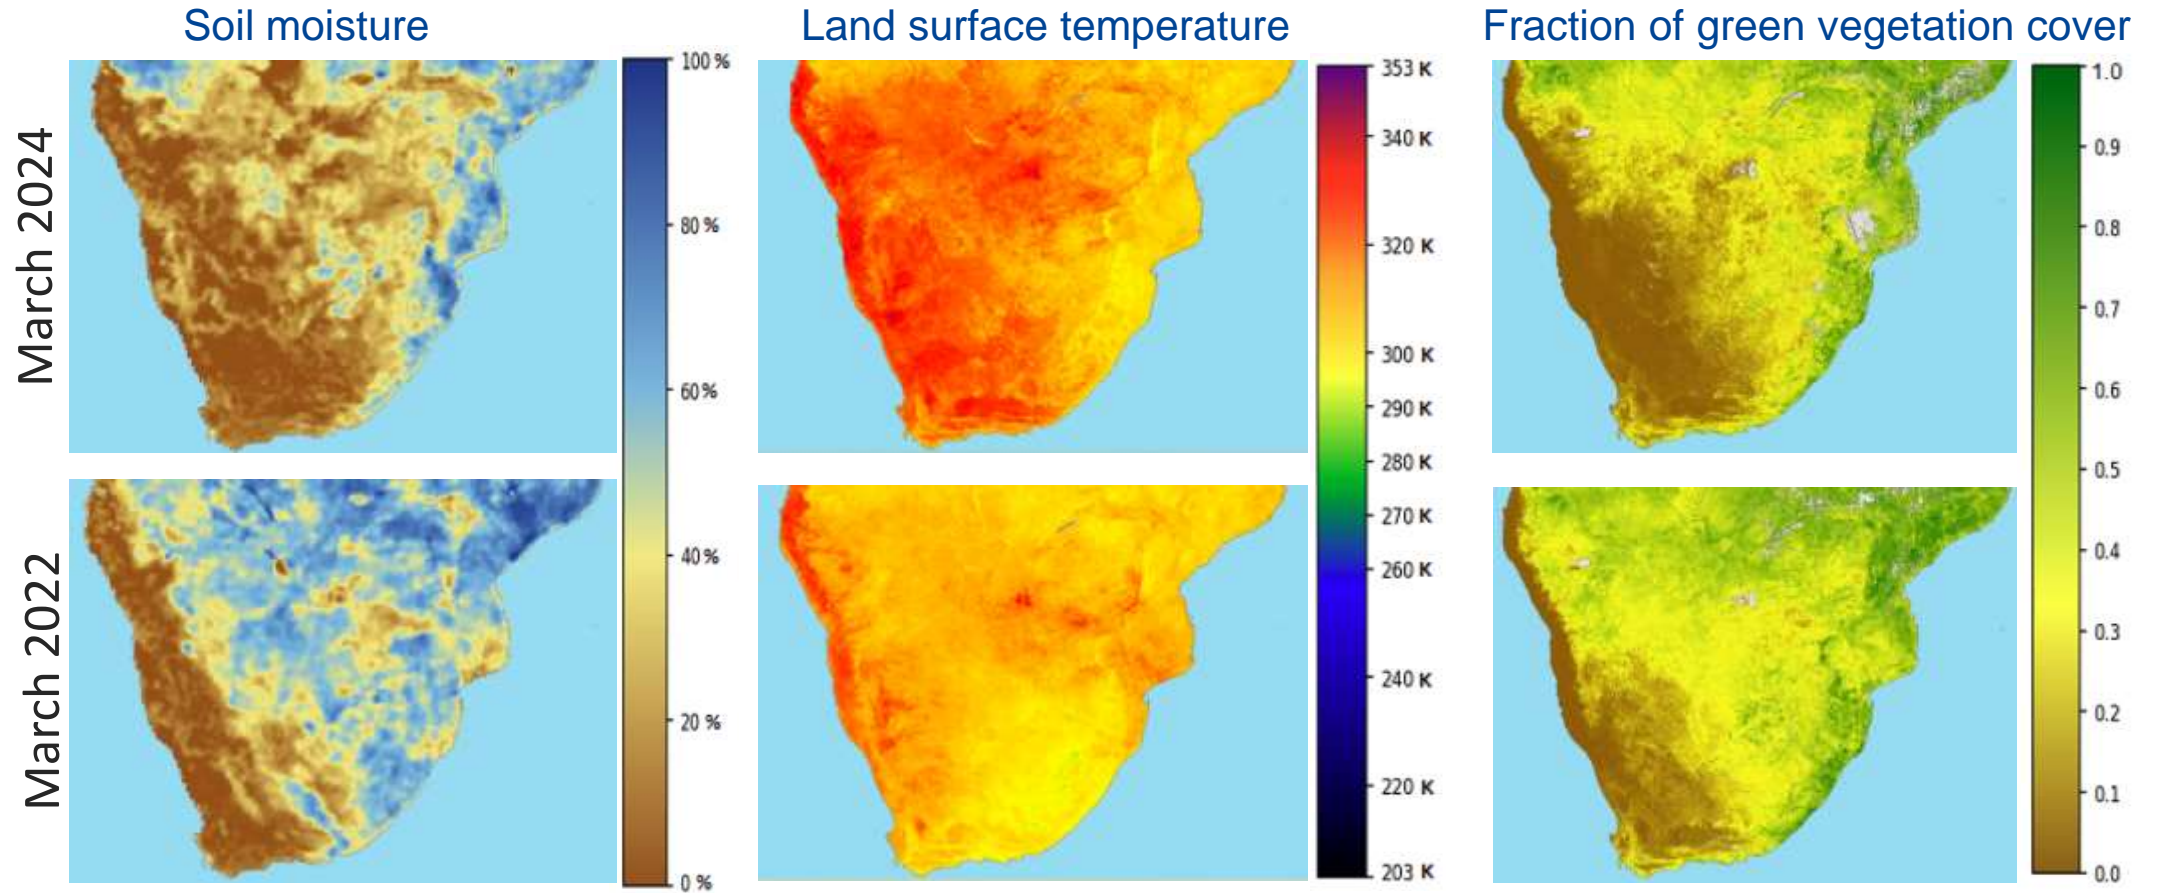 Soil moisture
Land surface temperature
Fraction of green vegetation cover
March 2024
100 %
80 %
60 %
40 %
20 %
0 %
353 K
340 K
320 K
300 K
290 K
280 K
270 K
260 K
240 K
220 K
203 K
1.0
0.9
0.8
0.7
0.6
0.5
0.4
0.3
0.2
0.1
0.0
March 2022